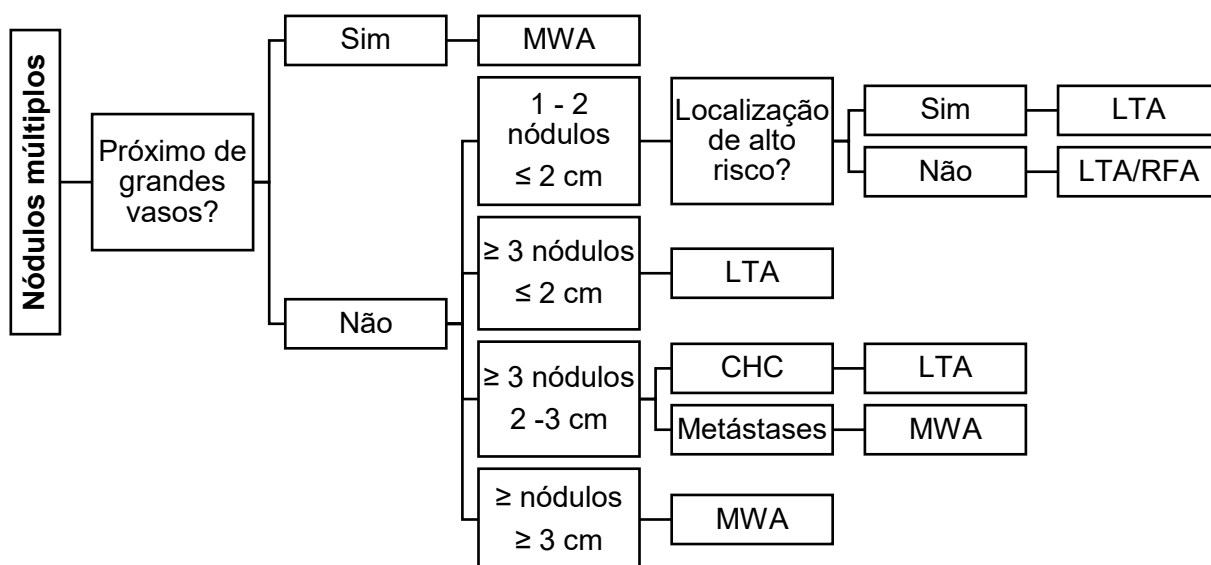 Nódulos múltiplos
Próximo de
grandes
vasos?
Sim
MWA
Não
1 - 2
nódulos
≤ 2 cm
Localização
de alto
risco?
Sim
LTA
Não
LTA/RFA
≥ 3 nódulos
≤ 2 cm
LTA
≥ 3 nódulos
2 -3 cm
CHC
LTA
Metástases
MWA
≥ nódulos
≥ 3 cm
MWA